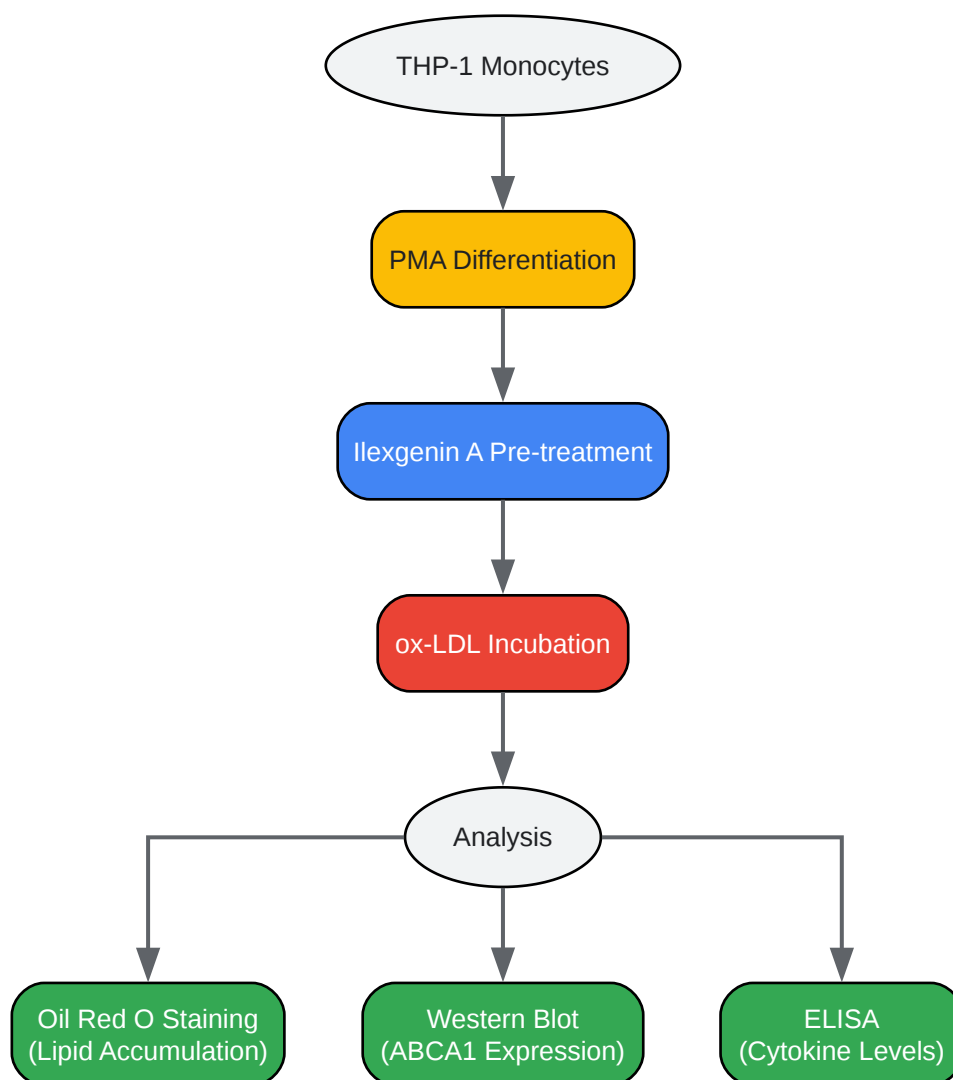 THP-1 Monocytes
PMA Differentiation
Ilexgenin A Pre-treatment
ox-LDL Incubation
Analysis
Oil Red O Staining
(Lipid Accumulation)
Western Blot
(ABCA1 Expression)
ELISA
(Cytokine Levels)